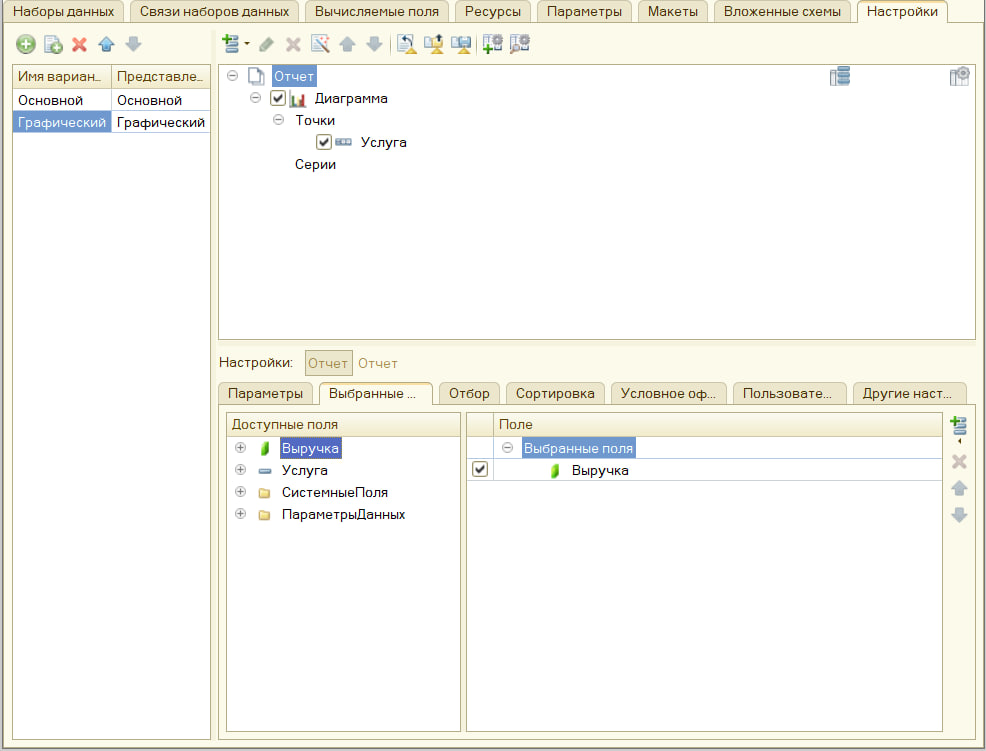 Наборы данных Связи наборов данных Вычисляемые поля Ресурсы Параметры Макеты Вложенные схемы Настройки
Имя вариан... Представле...
Основной Основной
Графический Графический
Отчет
Диаграмма
Точки
Услуга
Серии
Настройки: Отчет Отчет
Параметры Выбранные ... Отбор Сортировка Условное оф... Пользовате... Другие наст...
Доступные поля
Выручка
Услуга
СистемныеПоля
ПараметрыДанных
Поле
Выбранные поля
Выручка